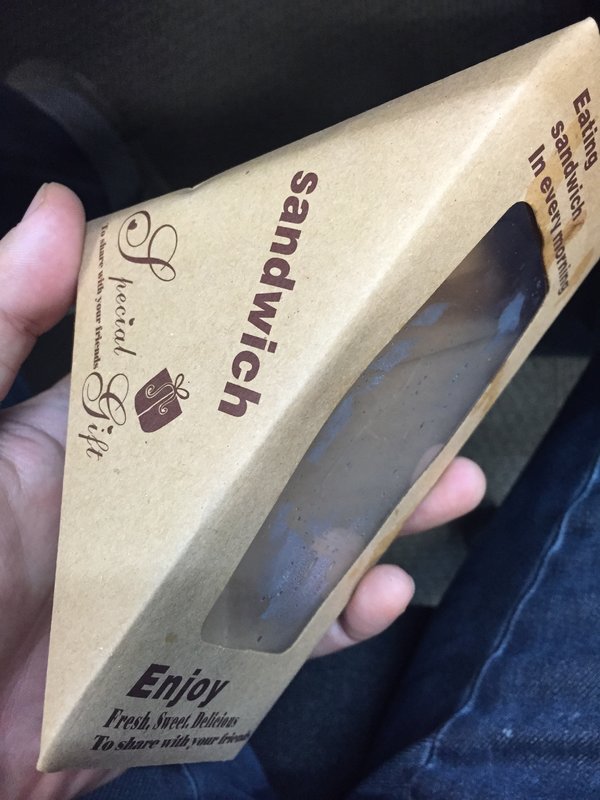 sandwich
Special Gift
To share with your friends
Eating
sandwich
In every morning
Enjoy
Fresh, Sweet, Delicious
To share with your friends